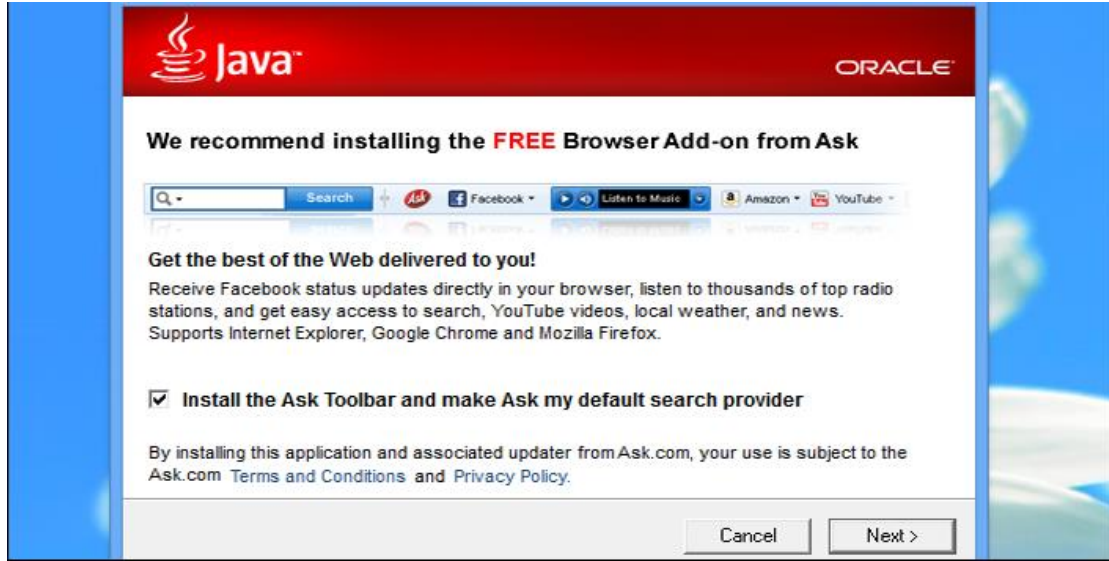 Java™
ORACLE®
We recommend installing the FREE Browser Add-on from Ask
Search Ask Facebook Listen to Music Amazon YouTube
Get the best of the Web delivered to you!
Receive Facebook status updates directly in your browser, listen to thousands of top radio
stations, and get easy access to search, YouTube videos, local weather, and news.
Supports Internet Explorer, Google Chrome and Mozilla Firefox.
Install the Ask Toolbar and make Ask my default search provider
By installing this application and associated updater from Ask.com, your use is subject to the
Ask.com Terms and Conditions and Privacy Policy.
Cancel Next >